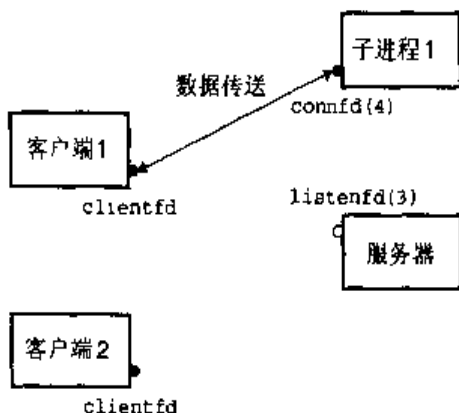 子进程1
数据传送
connfd(4)
客户端1
clientfd
listenfd(3)
服务器
客户端2
clientfd